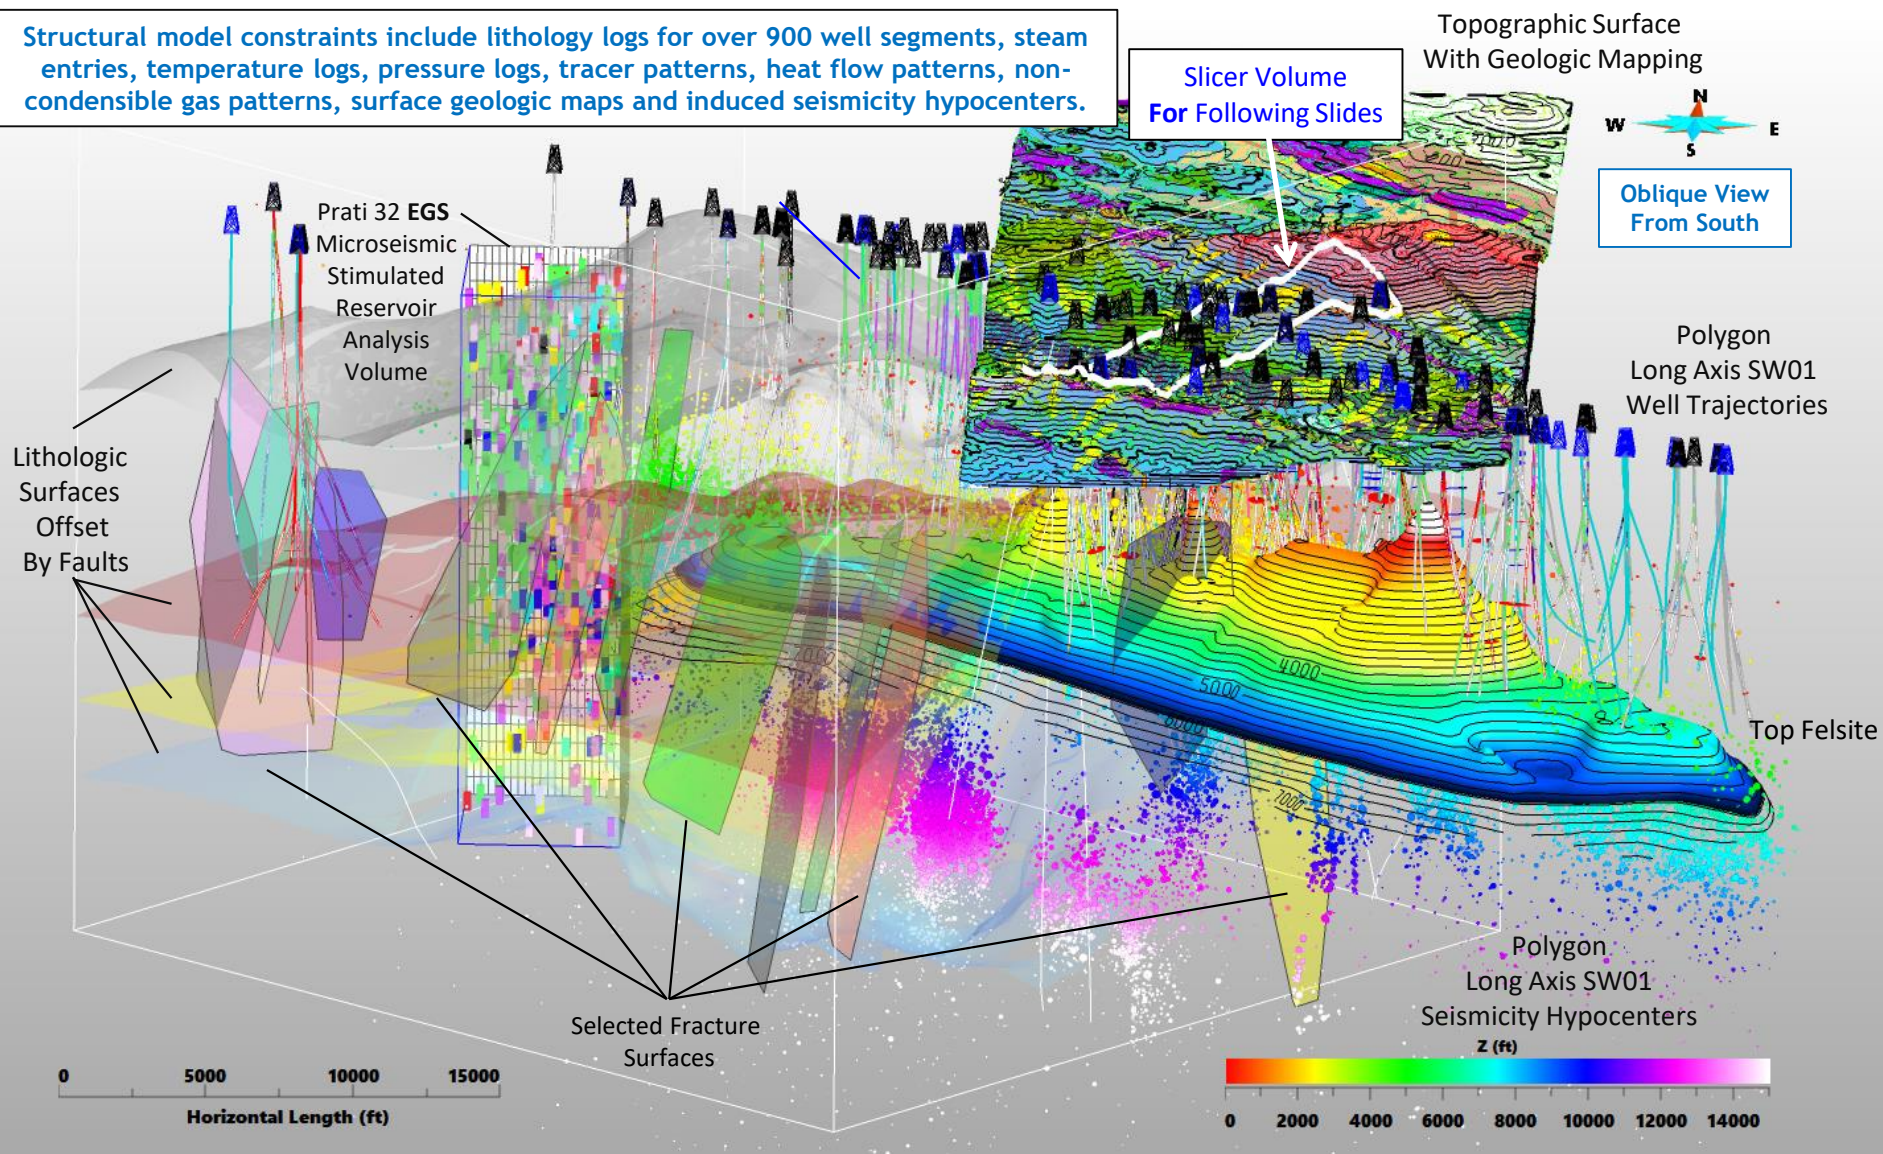 Structural model constraints include lithology logs for over 900 well segments, steam
entries, temperature logs, pressure logs, tracer patterns, heat flow patterns, non-
condensible gas patterns, surface geologic maps and induced seismicity hypocenters.
Topographic Surface
With Geologic Mapping
Slicer Volume
For Following Slides
N
W
E
S
Oblique View
From South
Prati 32 EGS
Microseismic
Stimulated
Reservoir
Analysis
Volume
Polygon
Long Axis SW01
Well Trajectories
Lithologic
Surfaces
Offset
By Faults
4000
5000
6000
7000
Top Felsite
Polygon
Long Axis SW01
Seismicity Hypocenters
Selected Fracture
Surfaces
Z (ft)
0 2000 4000 6000 8000 10000 12000 14000
0 5000 10000 15000
Horizontal Length (ft)